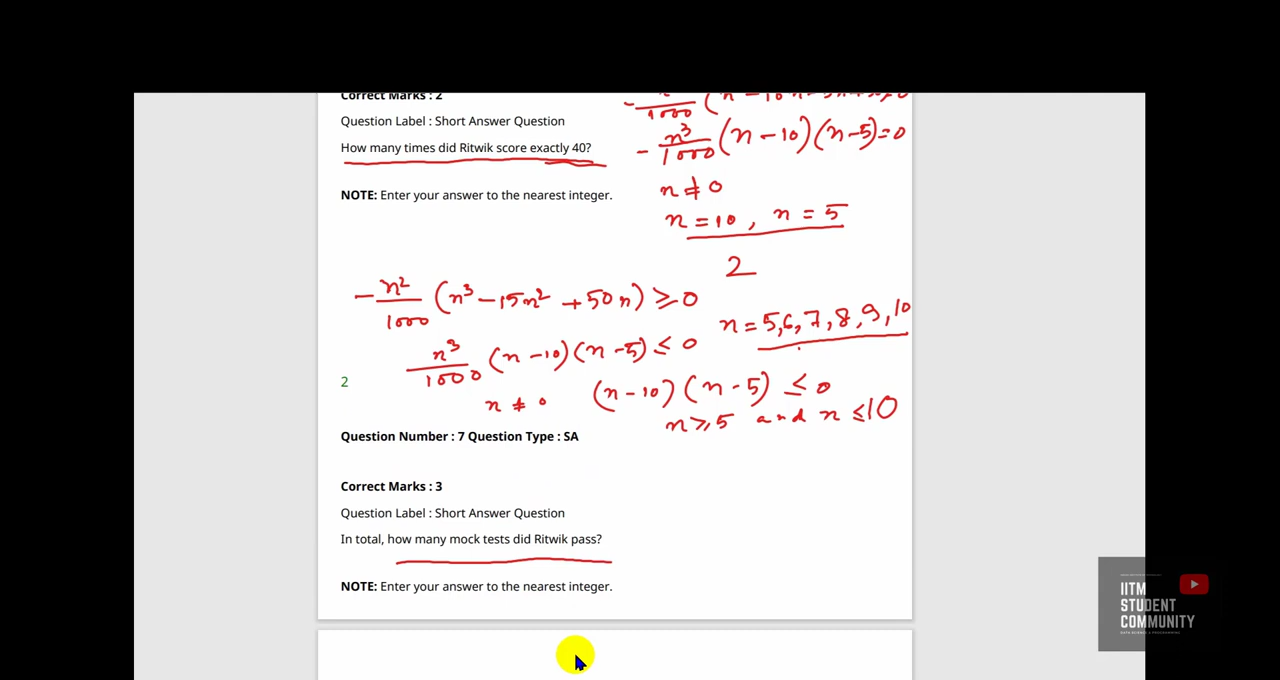 Correct Marks : 2
Question Label : Short Answer Question
How many times did Ritwik score exactly 40?
NOTE: Enter your answer to the nearest integer.
- n³/1000 (n-10)(n-5)=0
n ≠ 0
n = 10, n = 5
2
- n²/1000 (n³ - 15n² + 50n) ≥ 0
n = 5,6,7,8,9,10
n³/1000 (n-10)(n-5) ≤ 0
2
n ≠ 0
(n-10)(n-5) ≤ 0
n ≥ 5 and n ≤ 10
Question Number : 7 Question Type : SA
Correct Marks : 3
Question Label : Short Answer Question
In total, how many mock tests did Ritwik pass?
NOTE: Enter your answer to the nearest integer.
IITM
STUDENT
COMMUNITY